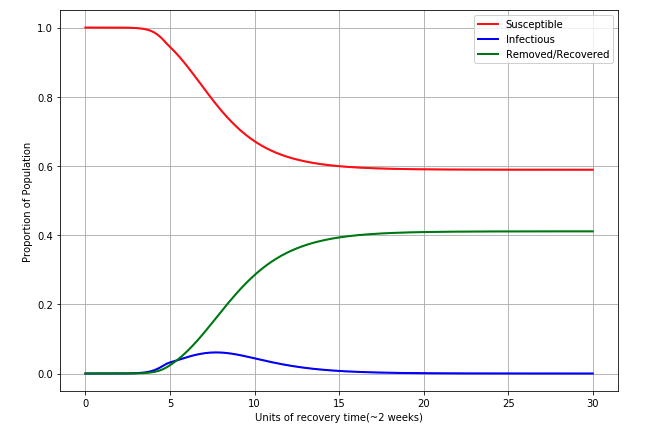 Susceptible
Infectious
Removed/Recovered
Proportion of Population
1.0
0.8
0.6
0.4
0.2
0.0
0 5 10 15 20 25 30
Units of recovery time(~2 weeks)